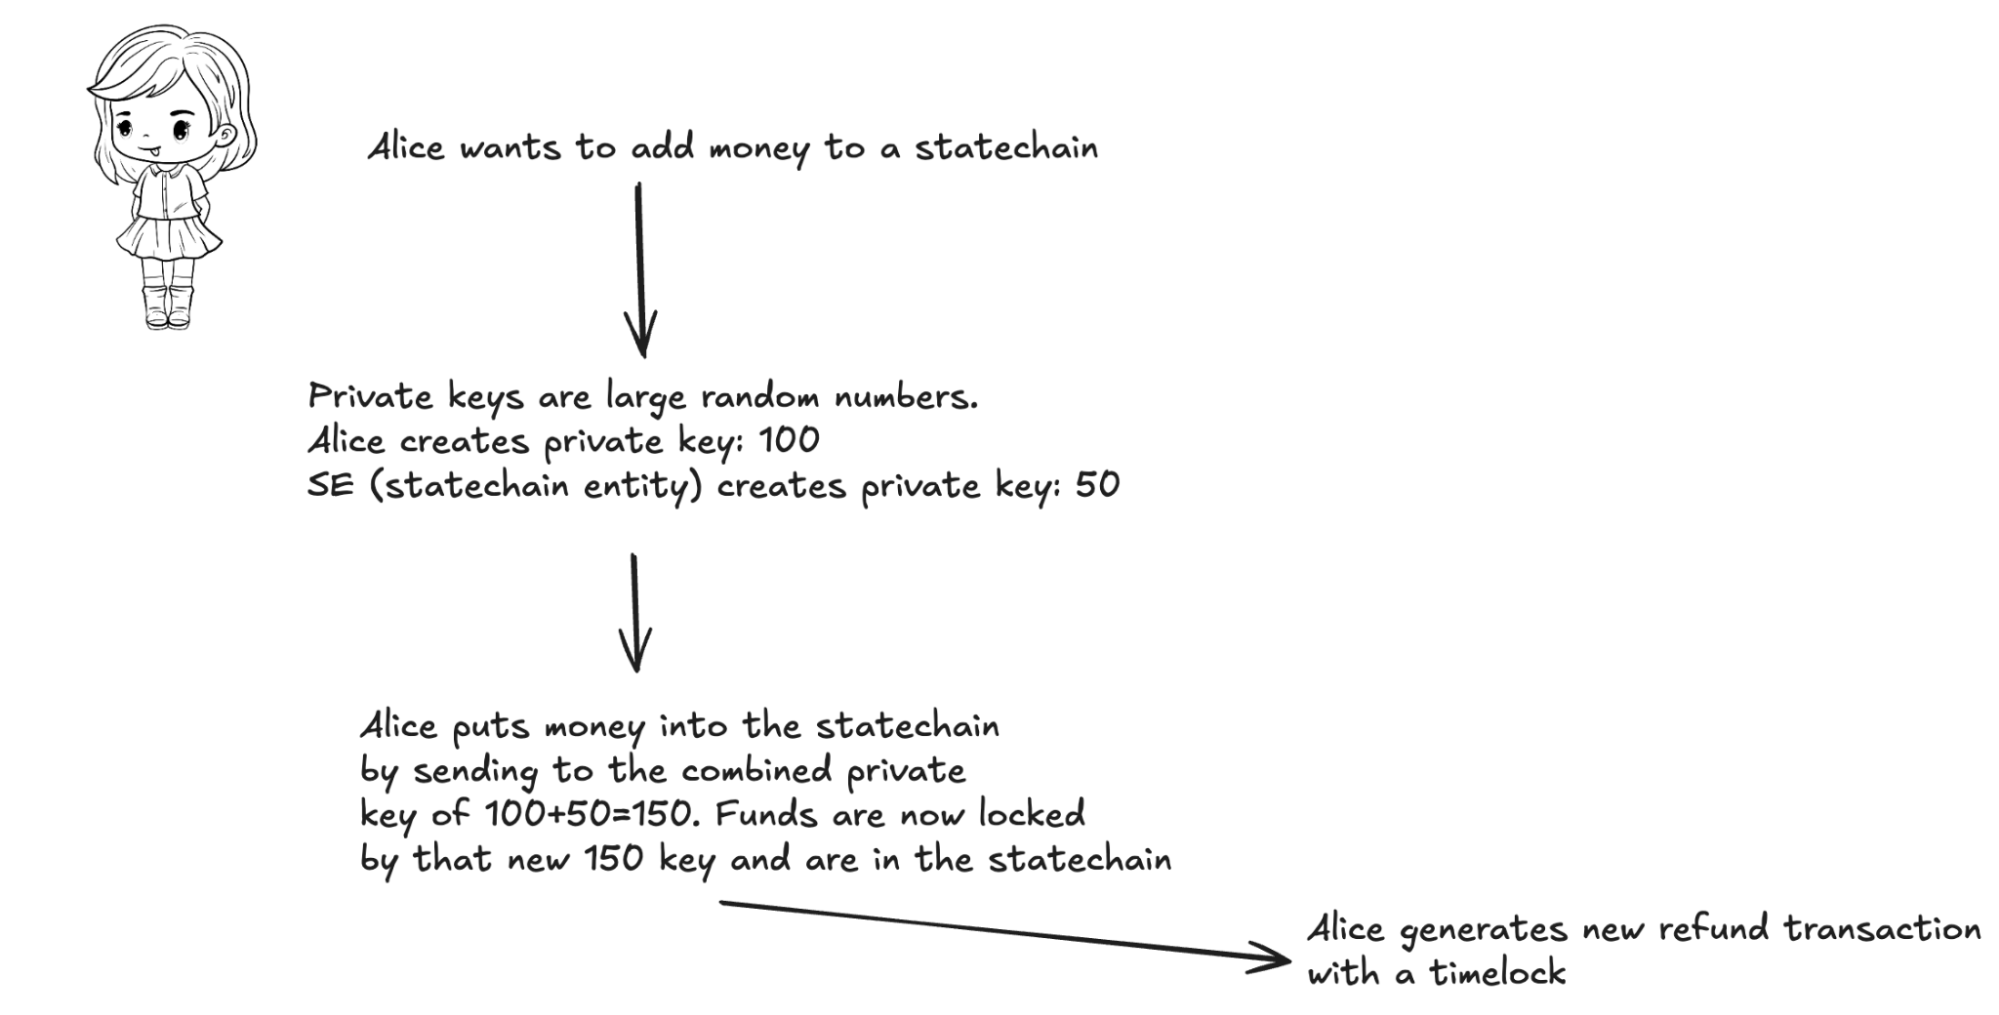 Alice wants to add money to a statechain
Private keys are large random numbers.
Alice creates private key: 100
SE (statechain entity) creates private key: 50
Alice puts money into the statechain
by sending to the combined private
key of 100+50=150. Funds are now locked
by that new 150 key and are in the statechain
Alice generates new refund transaction
with a timelock